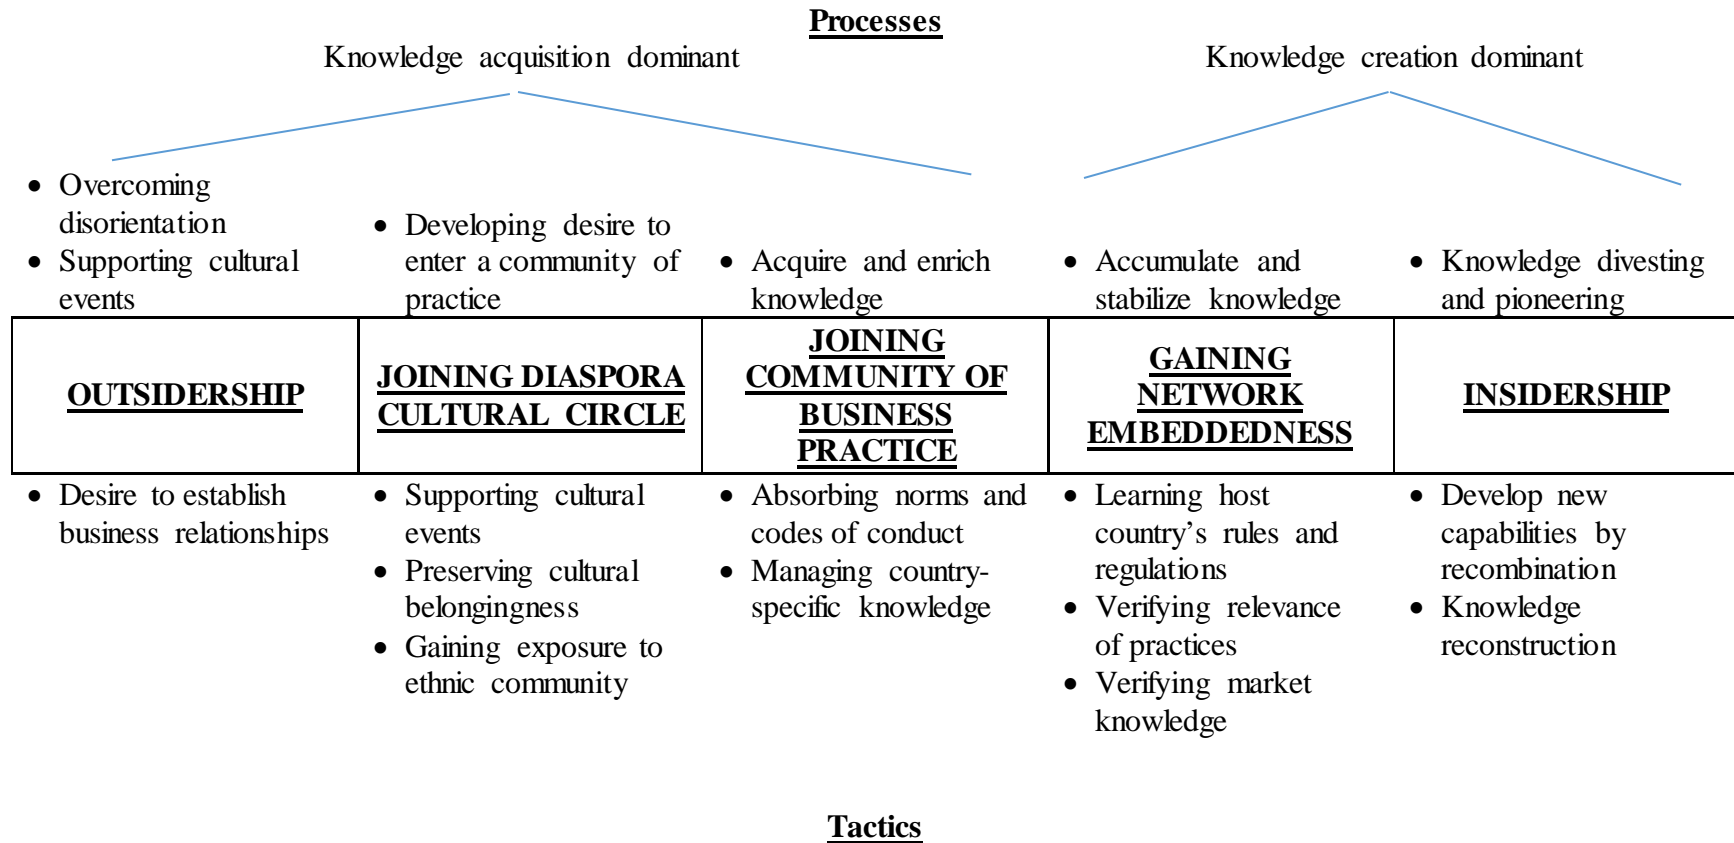 Processes
Knowledge acquisition dominant
Knowledge creation dominant
• Overcoming
disorientation
• Supporting cultural
events
• Developing desire to
enter a community of
practice
• Acquire and enrich
knowledge
• Accumulate and
stabilize knowledge
• Knowledge divesting
and pioneering
OUTSIDERSHIP
JOINING DIASPORA
CULTURAL CIRCLE
JOINING
COMMUNITY OF
BUSINESS
PRACTICE
GAINING
NETWORK
EMBEDDEDNESS
INSIDERSHIP
• Desire to establish
business relationships
• Supporting cultural
events
• Preserving cultural
belongingness
• Gaining exposure to
ethnic community
• Absorbing norms and
codes of conduct
• Managing country-
specific knowledge
• Learning host
country’s rules and
regulations
• Verifying relevance
of practices
• Verifying market
knowledge
• Develop new
capabilities by
recombination
• Knowledge
reconstruction
Tactics